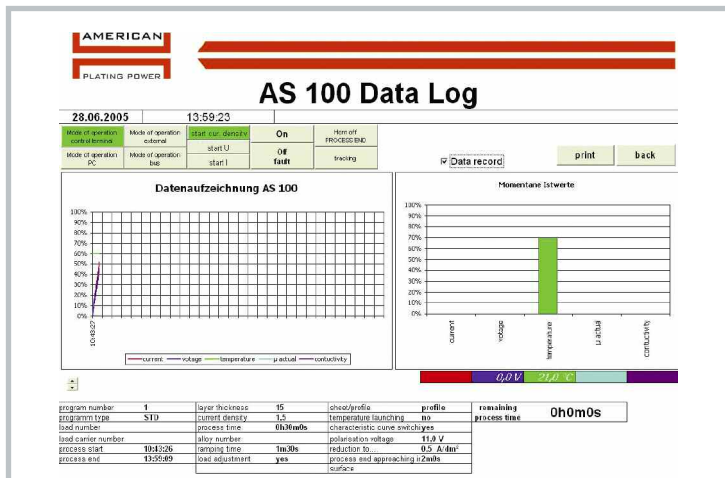 AMERICAN
PLATING POWER
AS 100 Data Log
28.06.2005 13:59:23
Mode of operation control terminal
Mode of operation external
start cur. density
On
Horn off PROCESS END
Mode of operation PC
Mode of operation bus
start U
start I
Off
fault
tracking
Data record
print
back
Datenaufzeichnung AS 100
100%
90%
80%
70%
60%
50%
40%
30%
20%
10%
0%
10:43:27
current votage temperature µ actual contuctivity
Momentane Istwerte
100%
90%
80%
70%
60%
50%
40%
30%
20%
10%
0%
current
votage
temperature
µ actual
contuctivity
0,0 V 21,0 °C
program number 1 layer thickness 15 sheet/profile profile
programm type STD current density 1,5 temperature launching no
load number process time 0h30m0s characteristic curve switch yes
load carrier number alloy number polarisation voltage 11,0 V
process start 10:43:26 ramping time 1m30s reduction to... 0,5 A/dm²
process end 13:59:09 load adjustment yes process end approaching i 2m0s
surface
remaining
process time 0h0m0s